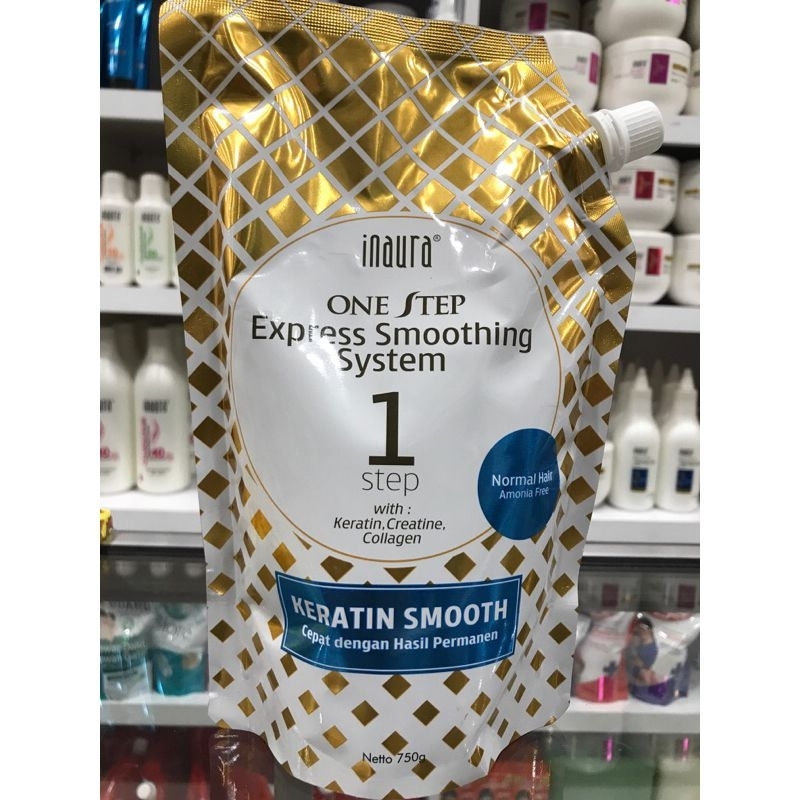 inaura®
ONE STEP
Express Smoothing
System
1
step
with :
Keratin,Creatine,
Collagen
Normal Hair
Amonia Free
KERATIN SMOOTH
Cepat dengan Hasil Permanen
Netto 750g